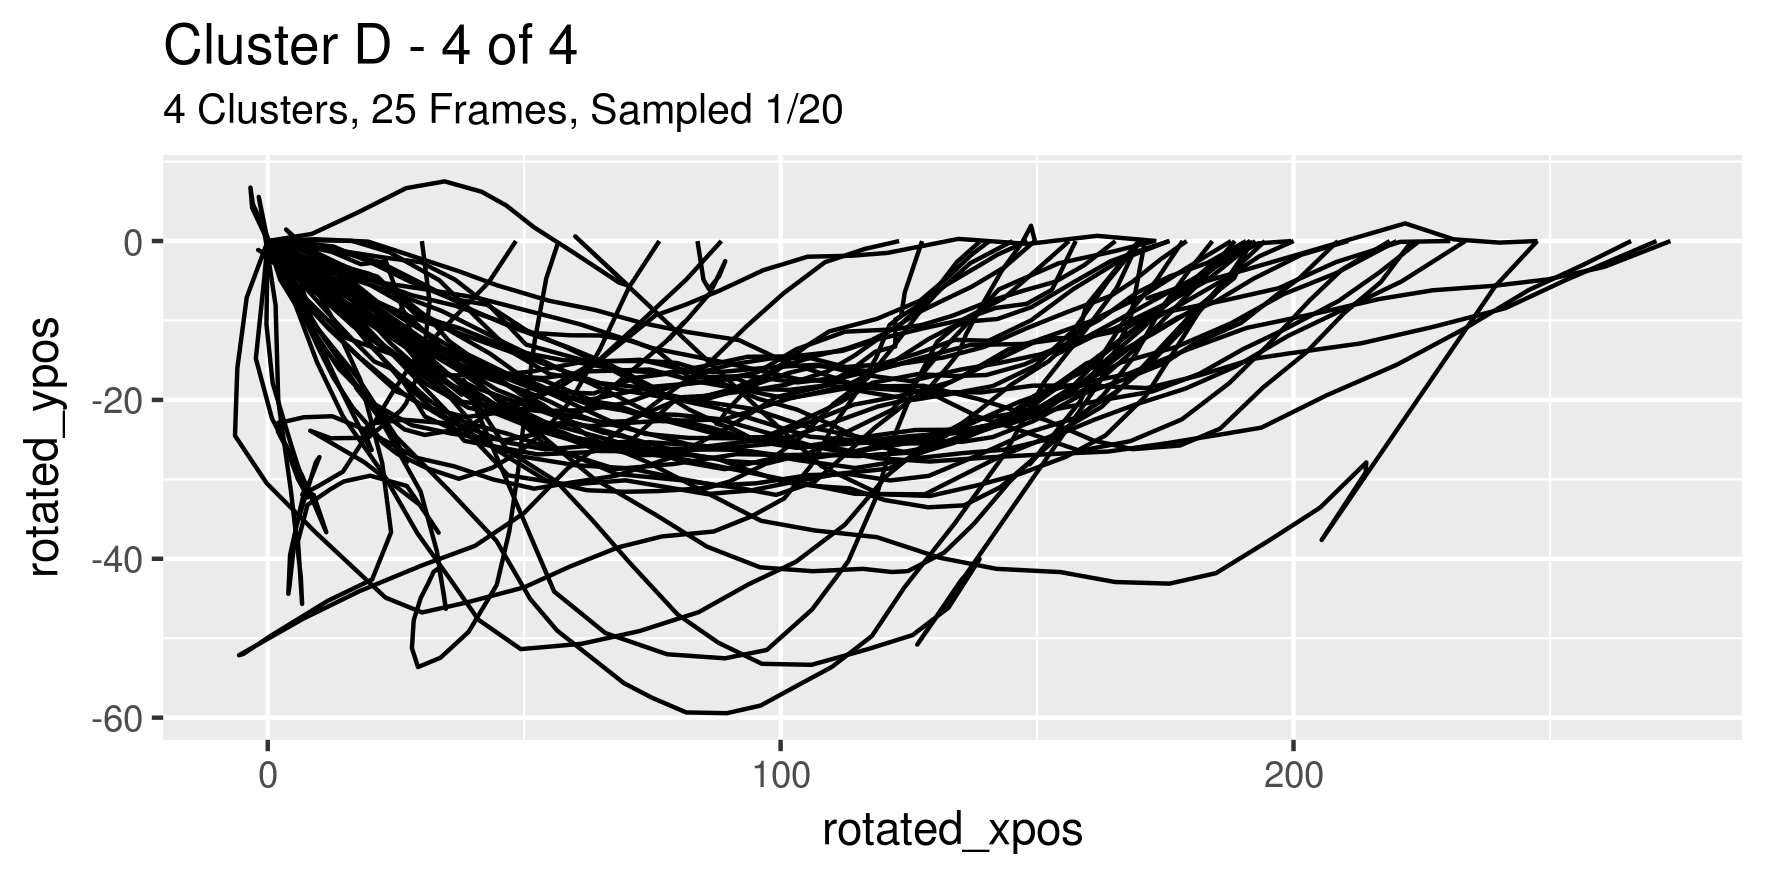 Cluster D - 4 of 4
4 Clusters, 25 Frames, Sampled 1/20
rotated_ypos
0
-20
-40
-60
0 100 200
rotated_xpos